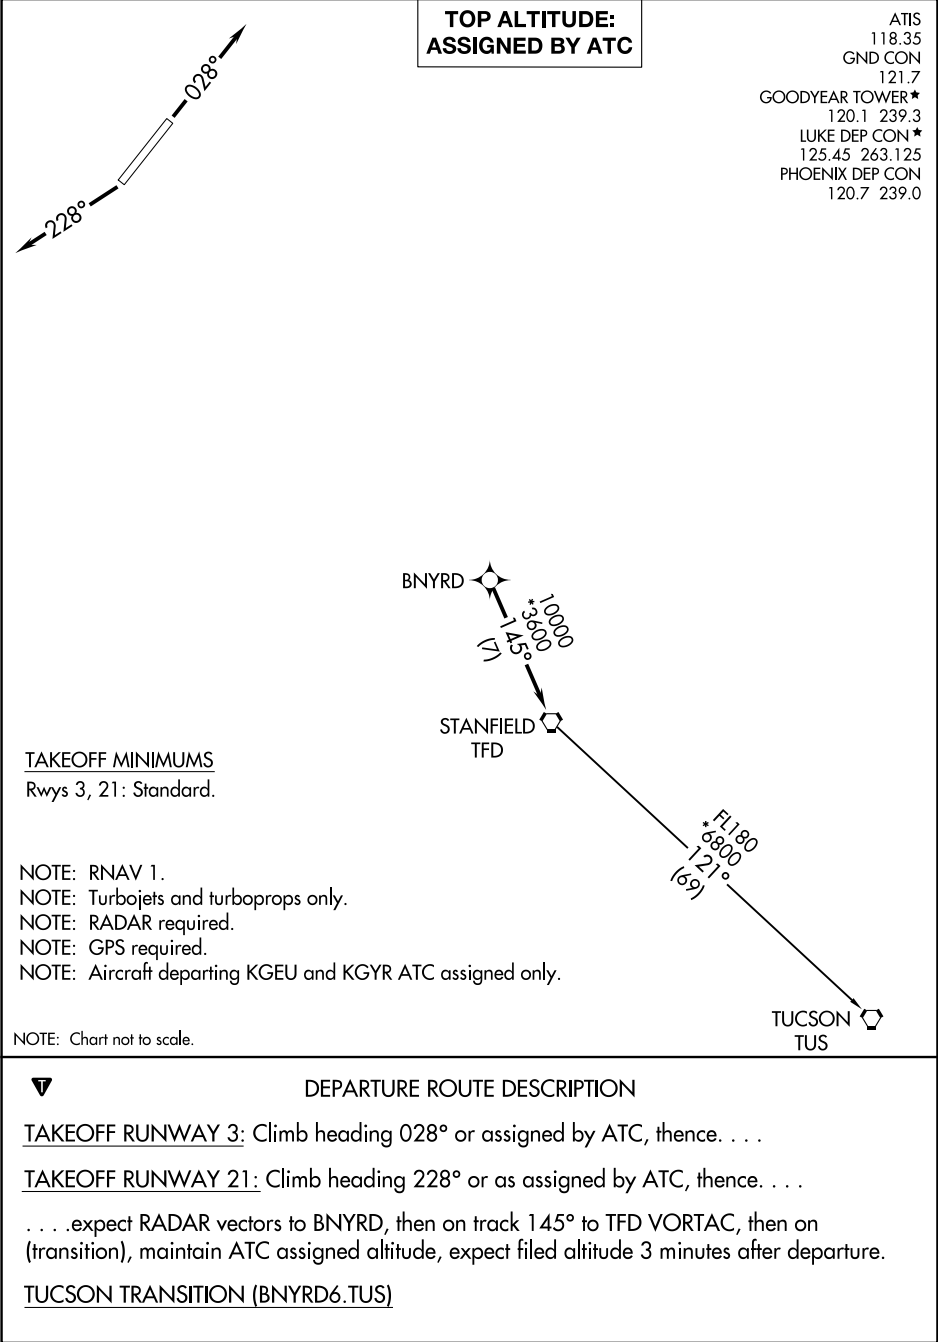 TOP ALTITUDE:
ASSIGNED BY ATC
ATIS
118.35
GND CON
121.7
GOODYEAR TOWER★
120.1 239.3
LUKE DEP CON★
125.45 263.125
PHOENIX DEP CON
120.7 239.0
028°
228°
BNYRD
10000
*3600
145°
(7)
STANFIELD
TFD
TAKEOFF MINIMUMS
Rwys 3, 21: Standard.
FL180
*6800
121°
(69)
NOTE: RNAV 1.
NOTE: Turbojets and turboprops only.
NOTE: RADAR required.
NOTE: GPS required.
NOTE: Aircraft departing KGEU and KGYR ATC assigned only.
TUCSON
TUS
NOTE: Chart not to scale.
T
DEPARTURE ROUTE DESCRIPTION
TAKEOFF RUNWAY 3: Climb heading 028° or assigned by ATC, thence. . . .
TAKEOFF RUNWAY 21: Climb heading 228° or as assigned by ATC, thence. . . .
. . . .expect RADAR vectors to BNYRD, then on track 145° to TFD VORTAC, then on
(transition), maintain ATC assigned altitude, expect filed altitude 3 minutes after departure.
TUCSON TRANSITION (BNYRD6.TUS)